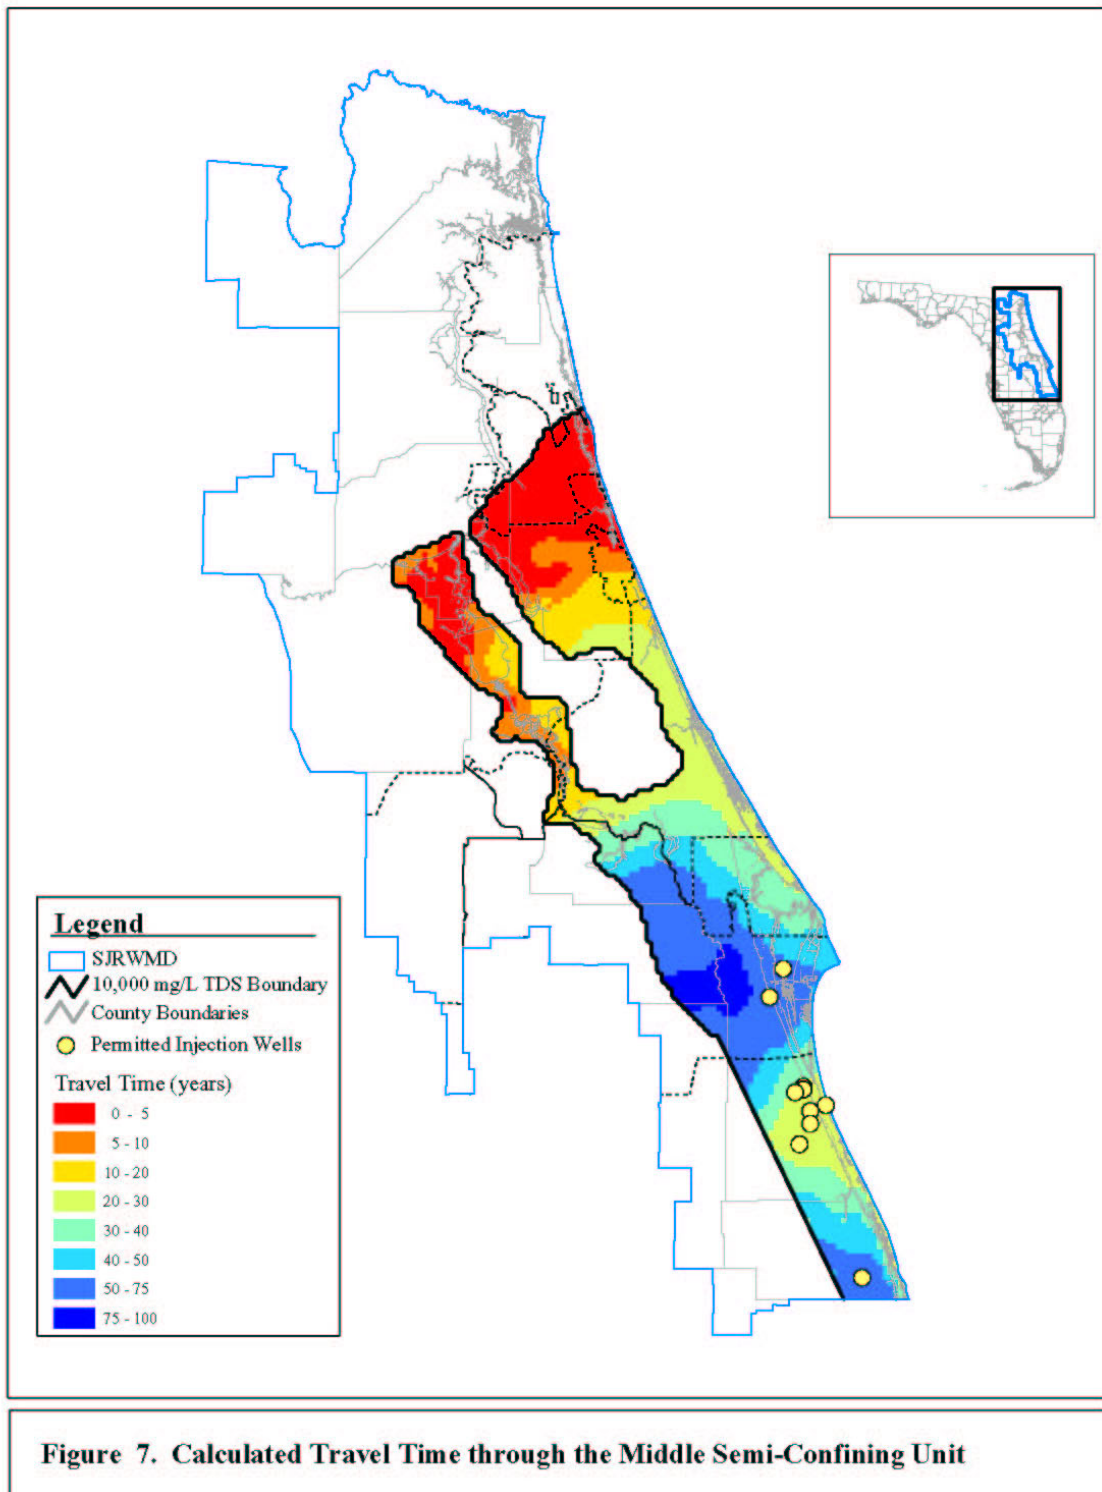 Legend
SJRWMD
10,000 mg/L TDS Boundary
County Boundaries
Permitted Injection Wells
Travel Time (years)
0 - 5
5 - 10
10 - 20
20 - 30
30 - 40
40 - 50
50 - 75
75 - 100
Figure 7. Calculated Travel Time through the Middle Semi-Confining Unit